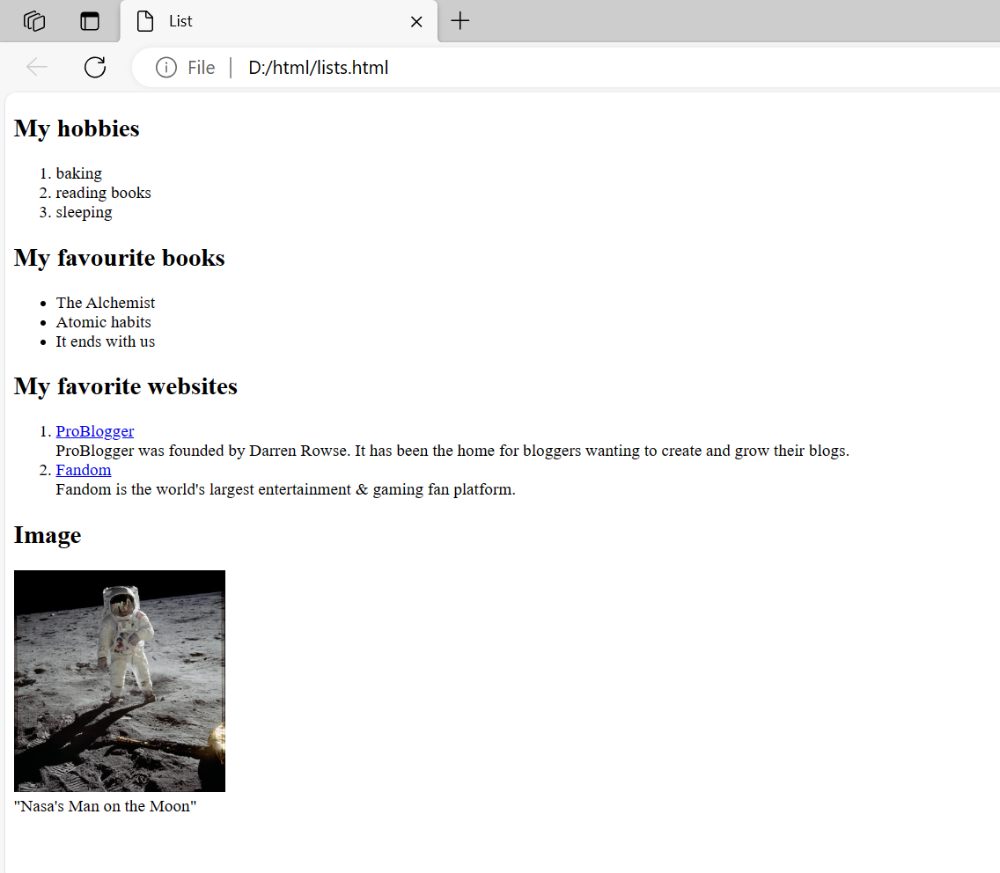 List
File
D:/html/lists.html
My hobbies
1. baking
2. reading books
3. sleeping
My favourite books
• The Alchemist
• Atomic habits
• It ends with us
My favorite websites
1. ProBlogger
ProBlogger was founded by Darren Rowse. It has been the home for bloggers wanting to create and grow their blogs.
2. Fandom
Fandom is the world's largest entertainment & gaming fan platform.
Image
"Nasa's Man on the Moon"